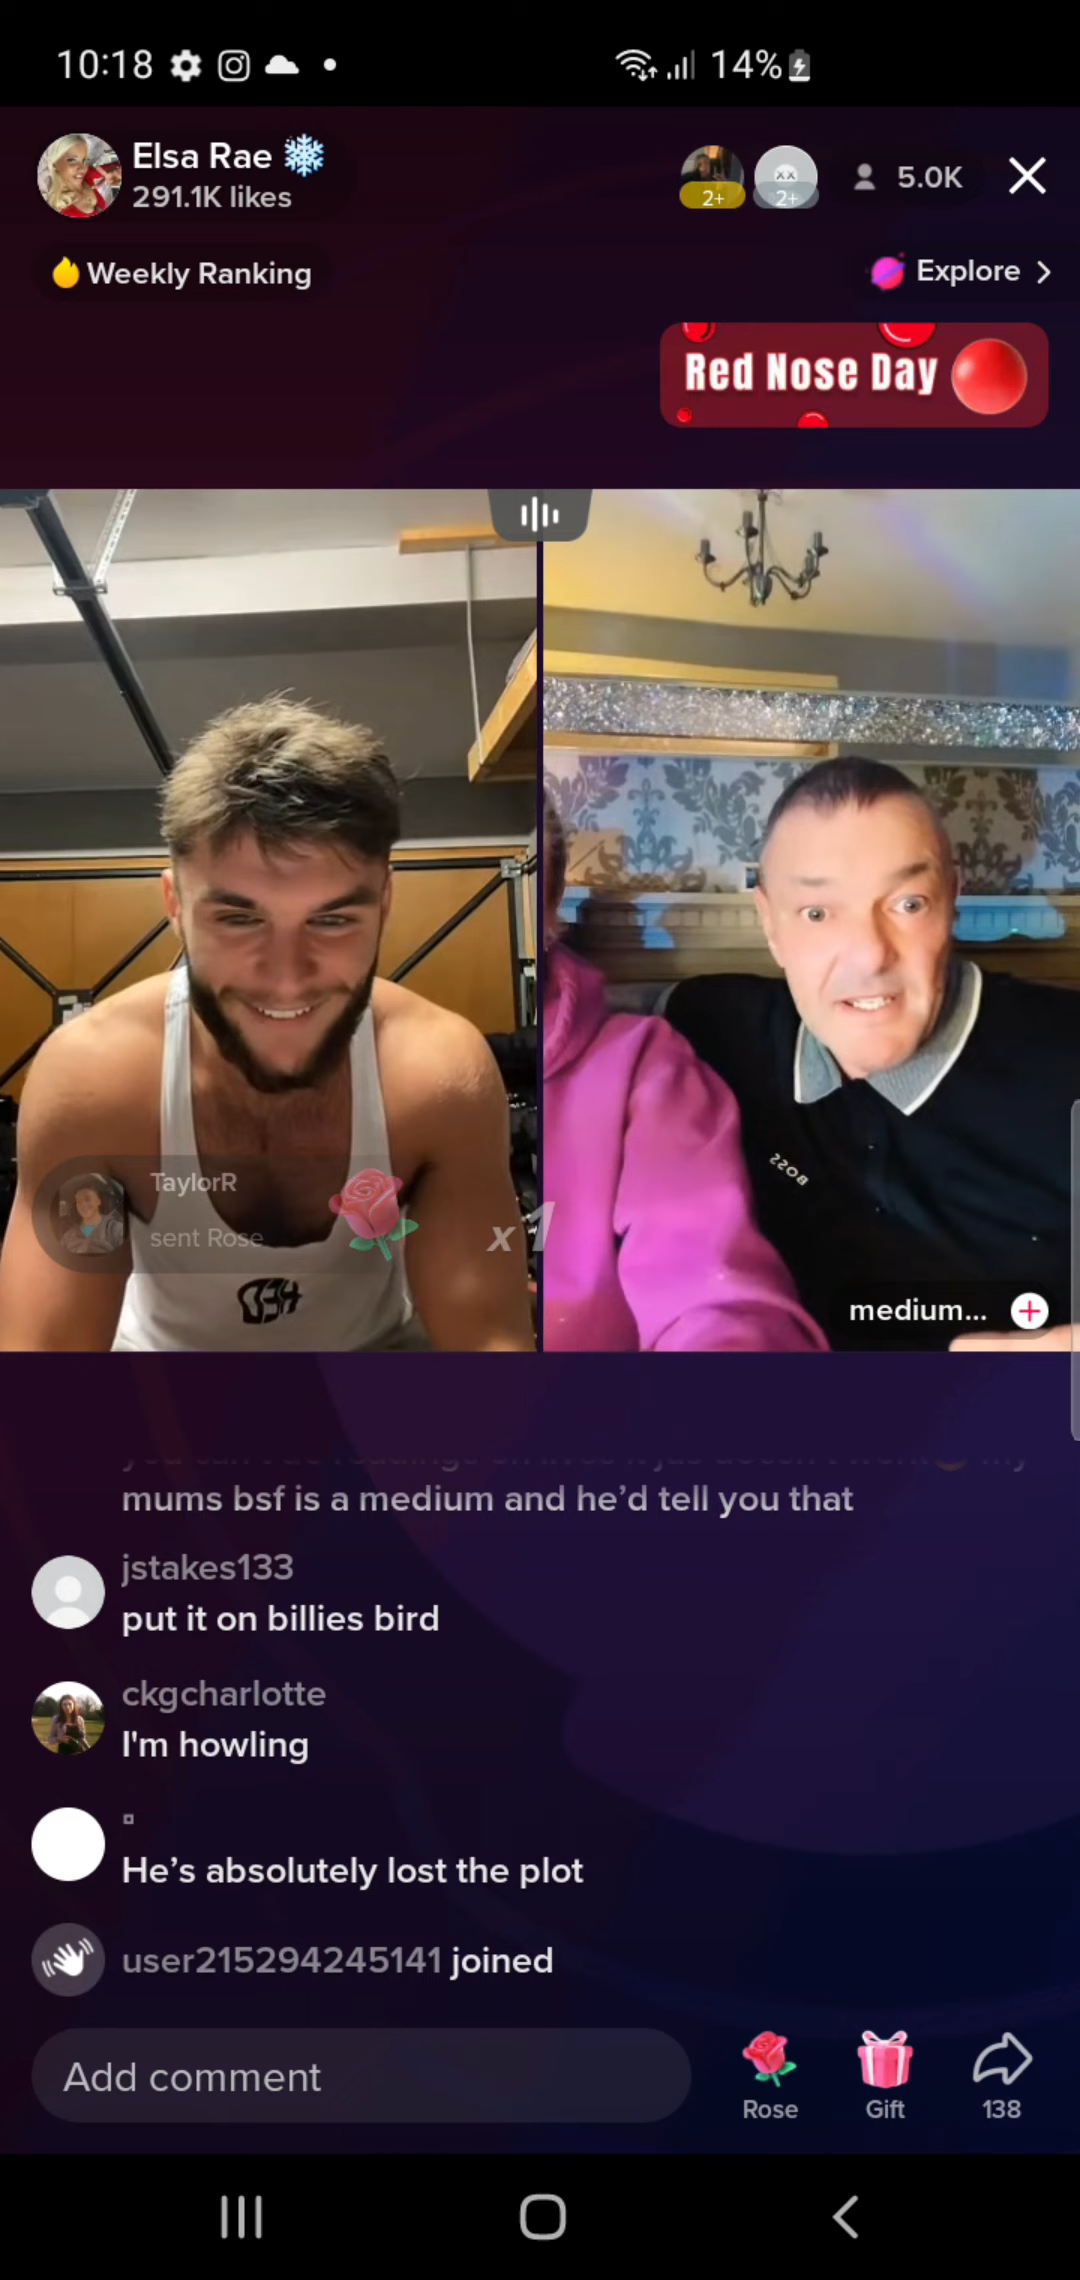 10:18
14%
Elsa Rae ❄️
291.1K likes
2+
2+
5.0K
Weekly Ranking
Explore >
Red Nose Day
TaylorR
sent Rose
x1
BOSS
medium...
mums bsf is a medium and he’d tell you that
jstakes133
put it on billies bird
ckgcharlotte
I'm howling
He’s absolutely lost the plot
user215294245141 joined
Add comment
Rose
Gift
138